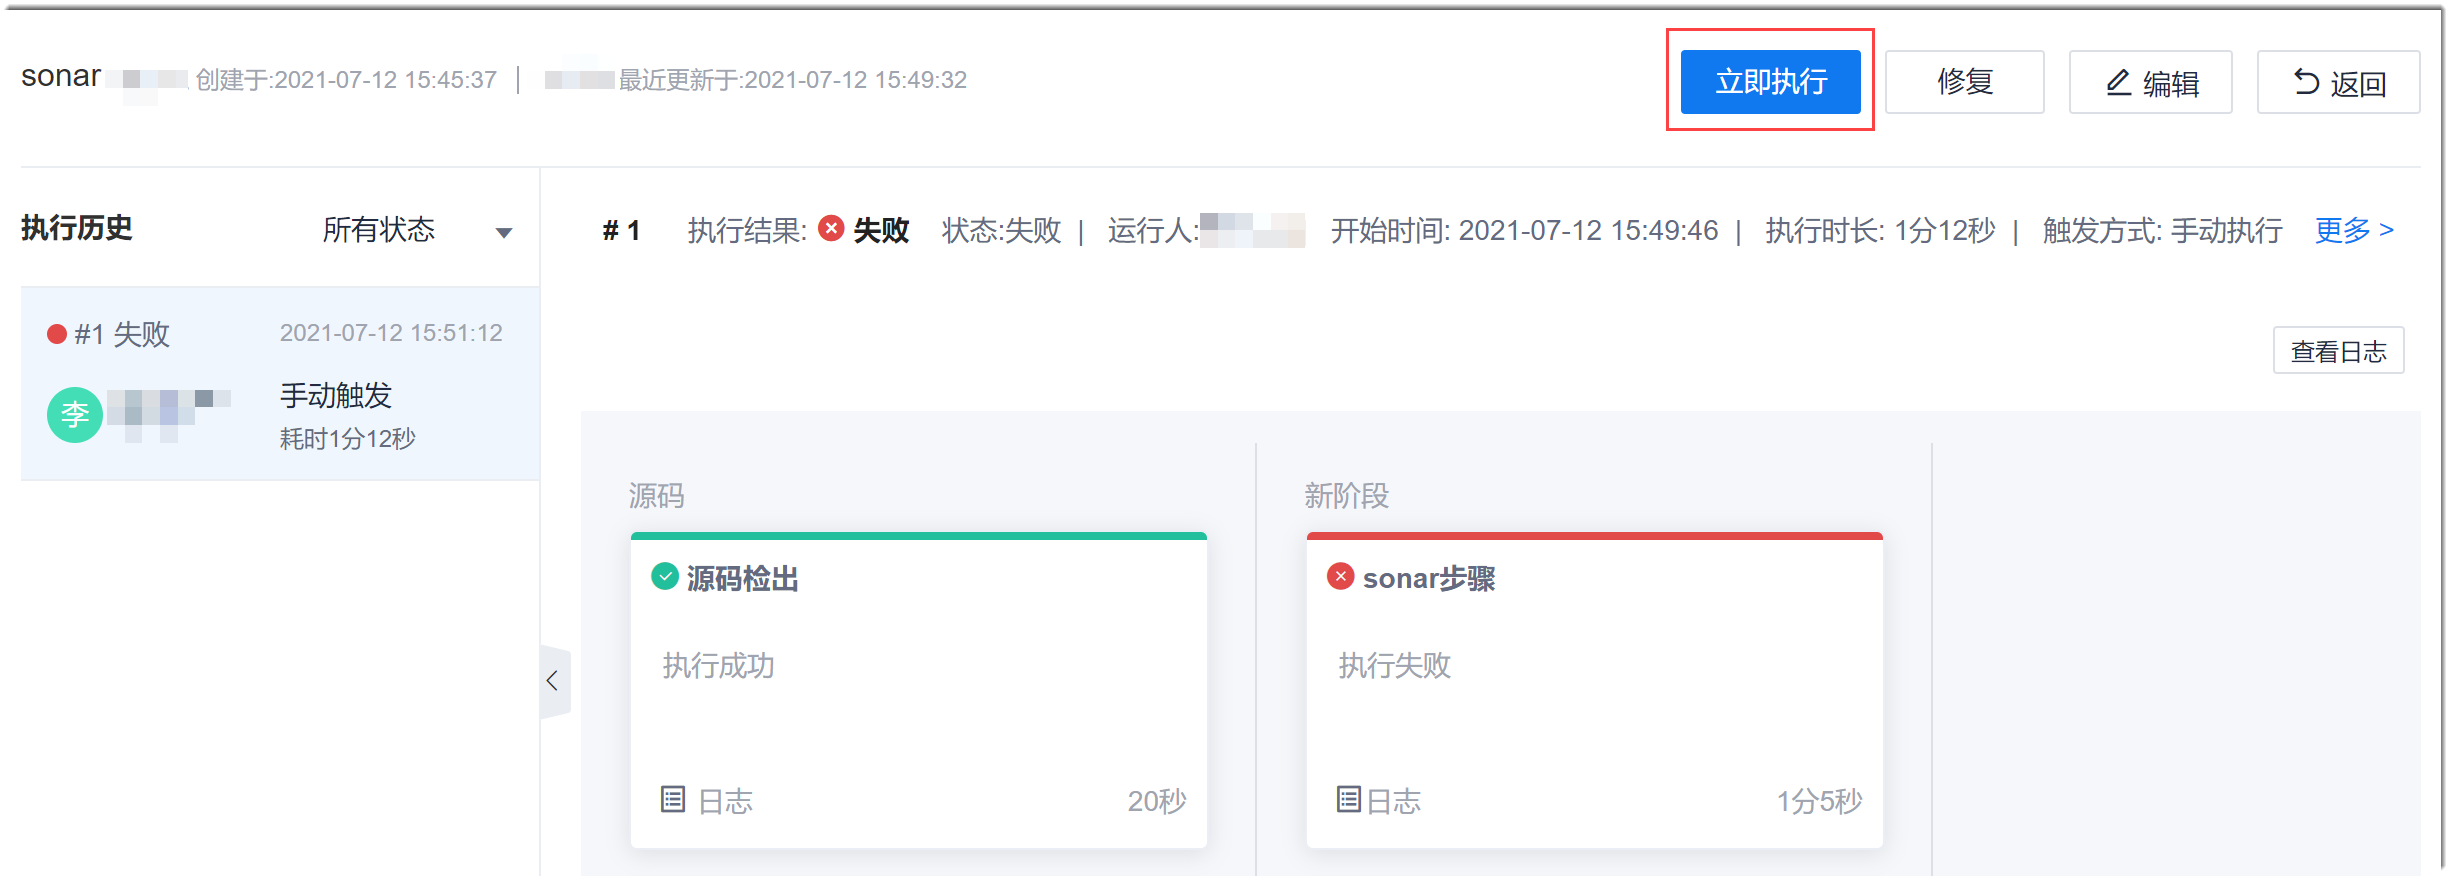 sonar 创建于:2021-07-12 15:45:37 | 最近更新于:2021-07-12 15:49:32
立即执行 修复 编辑 返回
执行历史 所有状态
# 1 执行结果: 失败 状态:失败 | 运行人: 开始时间: 2021-07-12 15:49:46 | 执行时长: 1分12秒 | 触发方式: 手动执行 更多 >
#1 失败 2021-07-12 15:51:12
李 手动触发
耗时1分12秒
查看日志
源码
源码检出
执行成功
日志 20秒
新阶段
sonar步骤
执行失败
日志 1分5秒